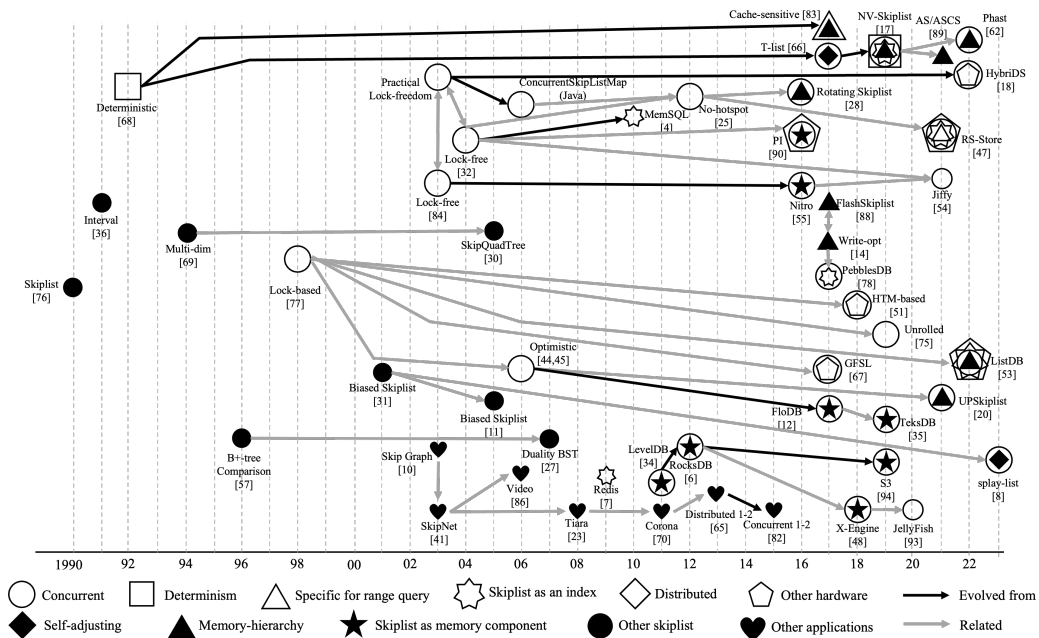 Cache-sensitive [83]
NV-Skiplist
[17]
AS/ASCS
[89]
Phast
[62]
T-list [66]
HybriDS
[18]
Deterministic
[68]
Practical
Lock-freedom
ConcurrentSkipListMap
(Java)
MemSQL
[4]
No-hotspot
[25]
Rotating Skiplist
[28]
Lock-free
[32]
PI
[90]
RS-Store
[47]
Lock-free
[84]
Nitro
[55]
Jiffy
[54]
FlashSkiplist
[88]
Interval
[36]
Multi-dim
[69]
SkipQuadTree
[30]
Write-opt
[14]
PebblesDB
[78]
Skiplist
[76]
Lock-based
[77]
HTM-based
[51]
Unrolled
[75]
Optimistic
[44,45]
GFSL
[67]
ListDB
[53]
Biased Skiplist
[31]
Biased Skiplist
[11]
FloDB
[12]
TeksDB
[35]
UPSkiplist
[20]
B+-tree
Comparison
[57]
Duality BST
[27]
Skip Graph
[10]
LevelDB
[34]
RocksDB
[6]
S3
[94]
splay-list
[8]
Video
[86]
Redis
[7]
SkipNet
[41]
Tiara
[23]
Corona
[70]
Distributed 1-2
[65]
Concurrent 1-2
[82]
X-Engine
[48]
JellyFish
[93]
1990 92 94 96 98 00 02 04 06 08 10 12 14 16 18 20 22
Concurrent Determinism Specific for range query Skiplist as an index Distributed Other hardware Evolved from
Self-adjusting Memory-hierarchy Skiplist as memory component Other skiplist Other applications Related